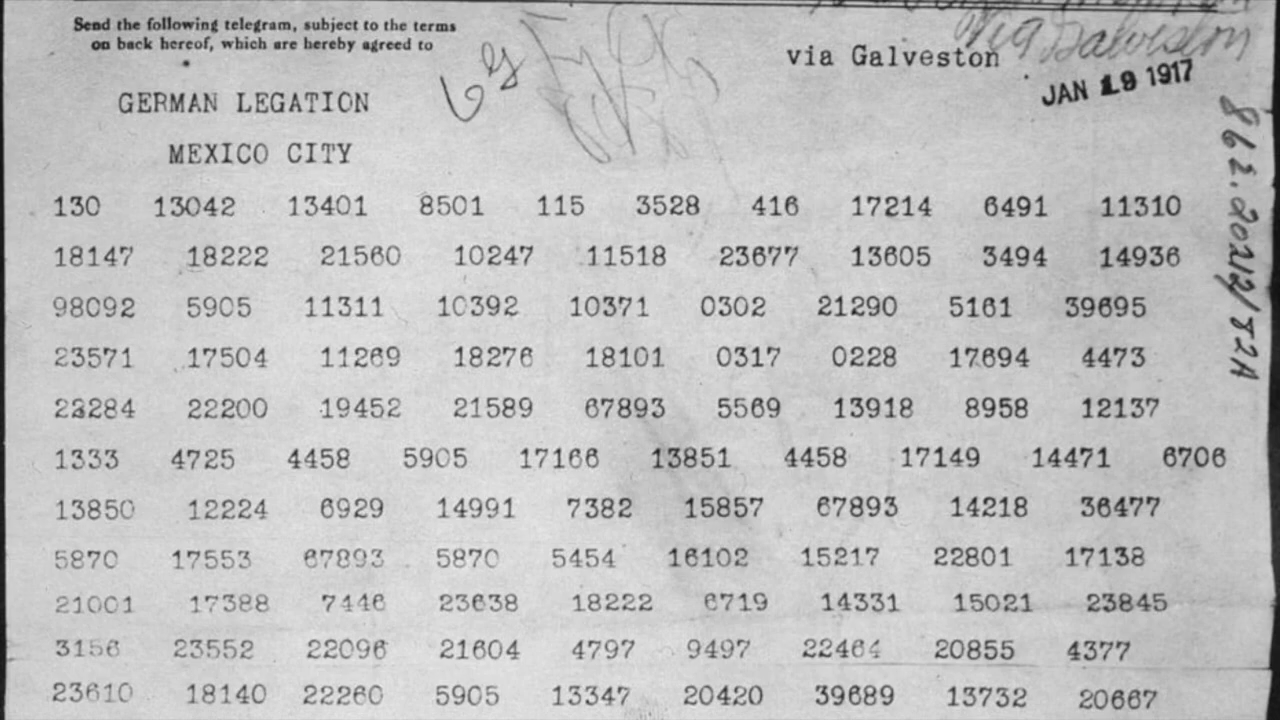 Send the following telegram, subject to the terms
on back hereof, which are hereby agreed to
via Galveston
Via Galveston
JAN 19 1917
GERMAN LEGATION
MEXICO CITY
130 13042 13401 8501 115 3528 416 17214 6491 11310
18147 18222 21560 10247 11518 23677 13605 3494 14936
98092 5905 11311 10392 10371 0302 21290 5161 39695
23571 17504 11269 18276 18101 0317 0228 17694 4473
22284 22200 19452 21589 67893 5569 13918 8958 12137
1333 4725 4458 5905 17166 13851 4458 17149 14471 6706
13850 12224 6929 14991 7382 15857 67893 14218 36477
5870 17553 67893 5870 5454 16102 15217 22801 17138
21001 17388 7446 23638 18222 6719 14331 15021 23845
3156 23552 22096 21604 4797 9497 22464 20855 4377
23610 18140 22260 5905 13347 20420 39689 13732 20667
862.20212/82A